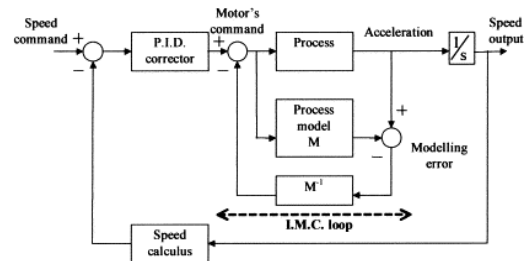 Speed
command
Motor's
command
P.I.D.
corrector
Process
Acceleration
1/s
Speed
output
+
−
+
−
Process
model
M
+
−
Modelling
error
M⁻¹
I.M.C. loop
Speed
calculus